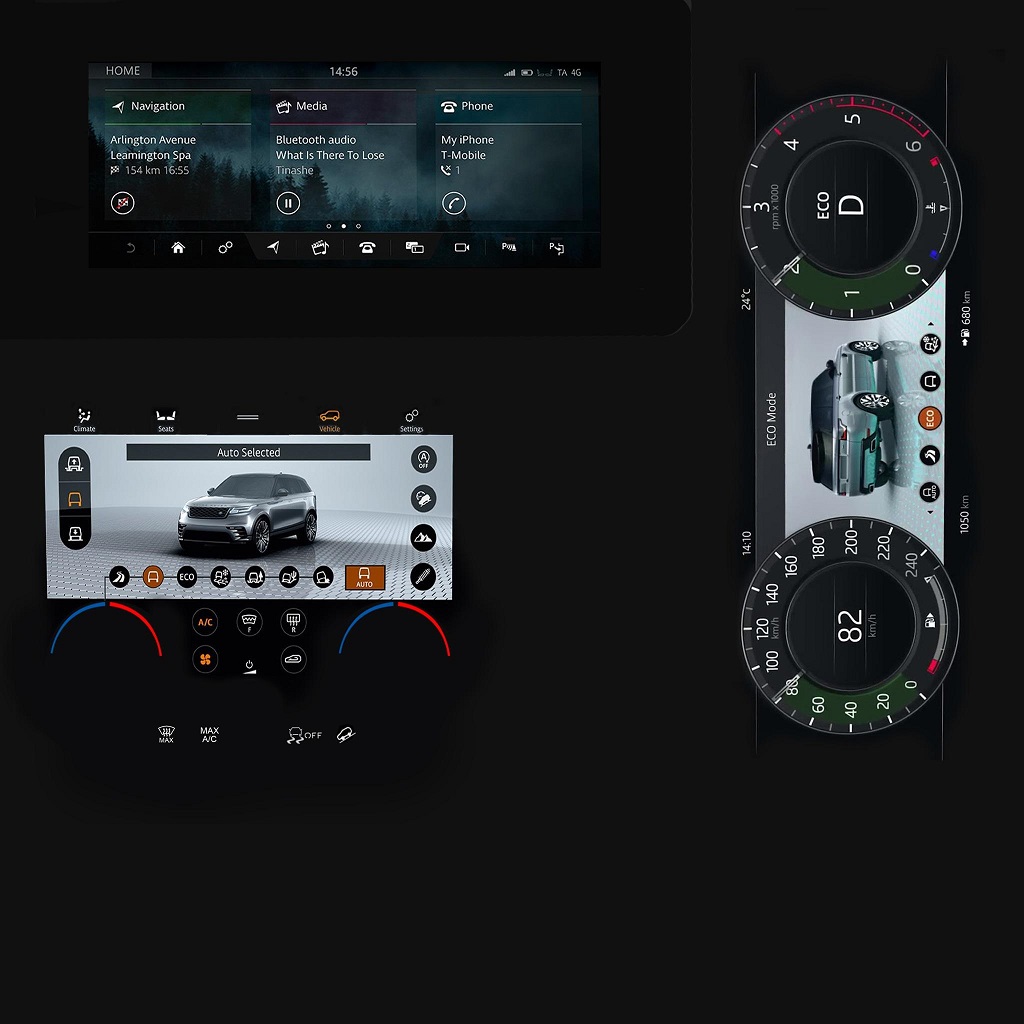 HOME
14:56
TA 4G
Navigation
Arlington Avenue
Leamington Spa
154 km 16:55
Media
Bluetooth audio
What Is There To Lose
Tinashe
Phone
My iPhone
T-Mobile
1
Climate
Seats
Vehicle
Settings
Auto Selected
OFF
ECO
AUTO
A/C
F
R
MAX
MAX
A/C
OFF
0
1
2
3
4
5
6
rpm x 1000
ECO
D
24°C
680 km
ECO Mode
ECO
AUTO
14:10
1050 km
0
20
40
60
80
100
120
140
160
180
200
220
240
km/h
82
km/h